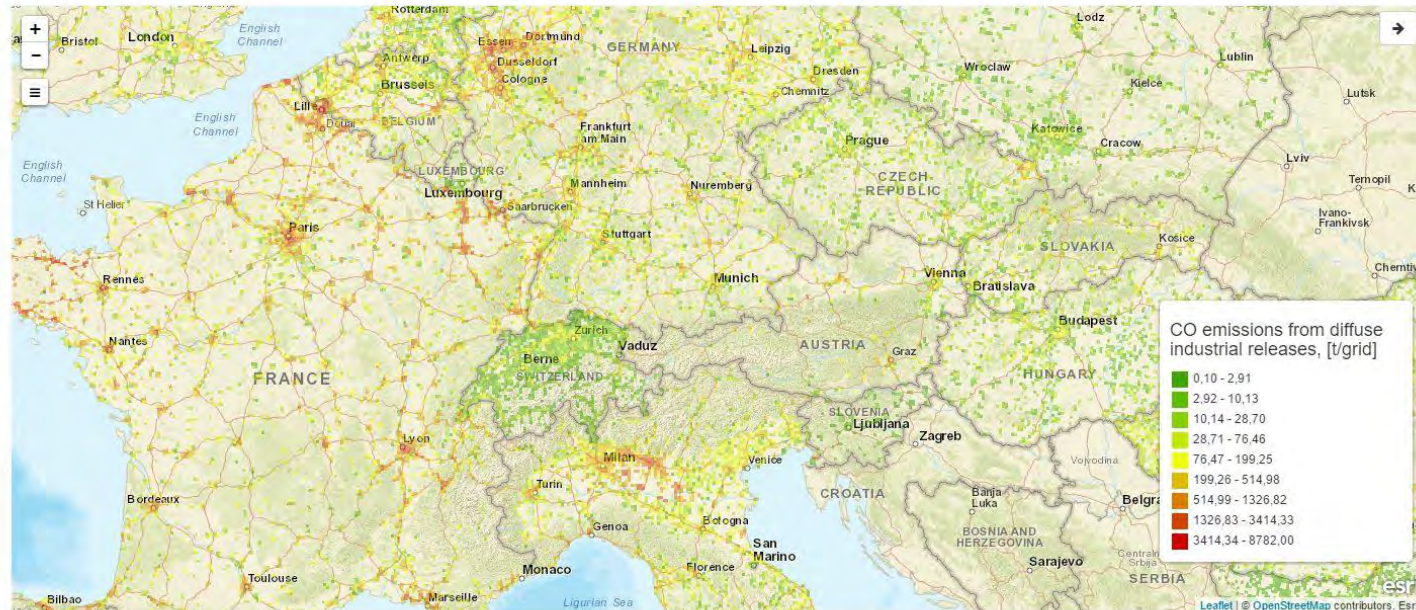 +
−
≡
➔
English
Channel
Bristol
London
Rotterdam
Antwerp
Brussels
BELGIUM
Lille
Douai
English
Channel
English
Channel
St Helier
Essen
Dortmund
Dusseldorf
Cologne
GERMANY
Leipzig
Dresden
Chemnitz
Frankfurt
am Main
LUXEMBOURG
Luxembourg
Saarbrucken
Mannheim
Nuremberg
Stuttgart
Munich
Lodz
Lublin
Wroclaw
Kielce
Katowice
Cracow
Lutsk
Lviv
Ternopil
Ivano-
Frankivsk
Prague
CZECH
REPUBLIC
SLOVAKIA
Košice
Vienna
Bratislava
Budapest
HUNGARY
AUSTRIA
Graz
Paris
Rennes
Nantes
FRANCE
Lyon
Bordeaux
Toulouse
Bilbao
Marseille
Monaco
Zurich
Berne
SWITZERLAND
Vaduz
Milan
Turin
Genoa
Venice
Bologna
San
Marino
Florence
Ligurian Sea
SLOVENIA
Ljubljana
Zagreb
CROATIA
Banja
Luka
BOSNIA AND
HERZEGOVINA
Sarajevo
Vojvodina
Central
Serbia
SERBIA
CO emissions from diffuse
industrial releases, [t/grid]
0,10 - 2,91
2,92 - 10,13
10,14 - 28,70
28,71 - 76,46
76,47 - 199,25
199,26 - 514,98
514,99 - 1326,82
1326,83 - 3414,33
3414,34 - 8782,00
esri
Leaflet | © OpenStreetMap contributors, Esri